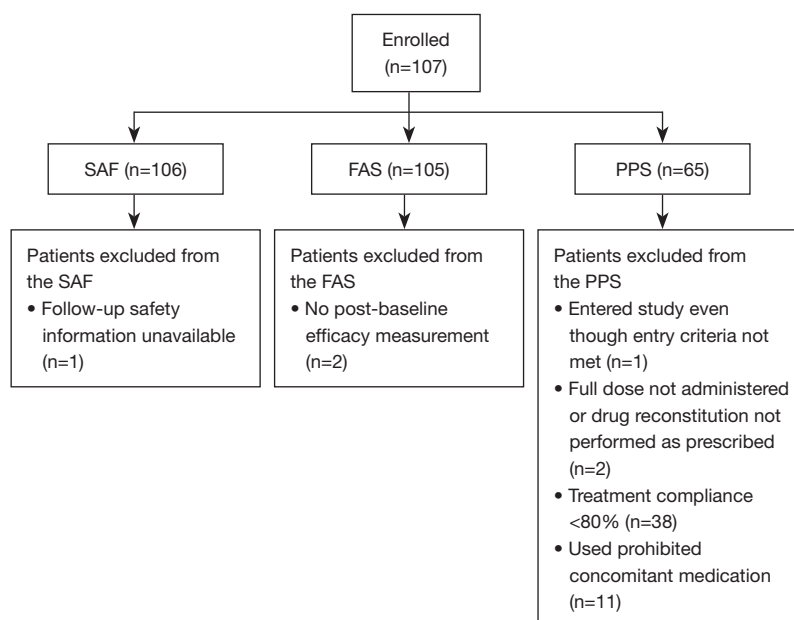 Enrolled
(n=107)
SAF (n=106)
FAS (n=105)
PPS (n=65)
Patients excluded from
the SAF
• Follow-up safety
information unavailable
(n=1)
Patients excluded from
the FAS
• No post-baseline
efficacy measurement
(n=2)
Patients excluded from
the PPS
• Entered study even
though entry criteria not
met (n=1)
• Full dose not administered
or drug reconstitution not
performed as prescribed
(n=2)
• Treatment compliance
<80% (n=38)
• Used prohibited
concomitant medication
(n=11)